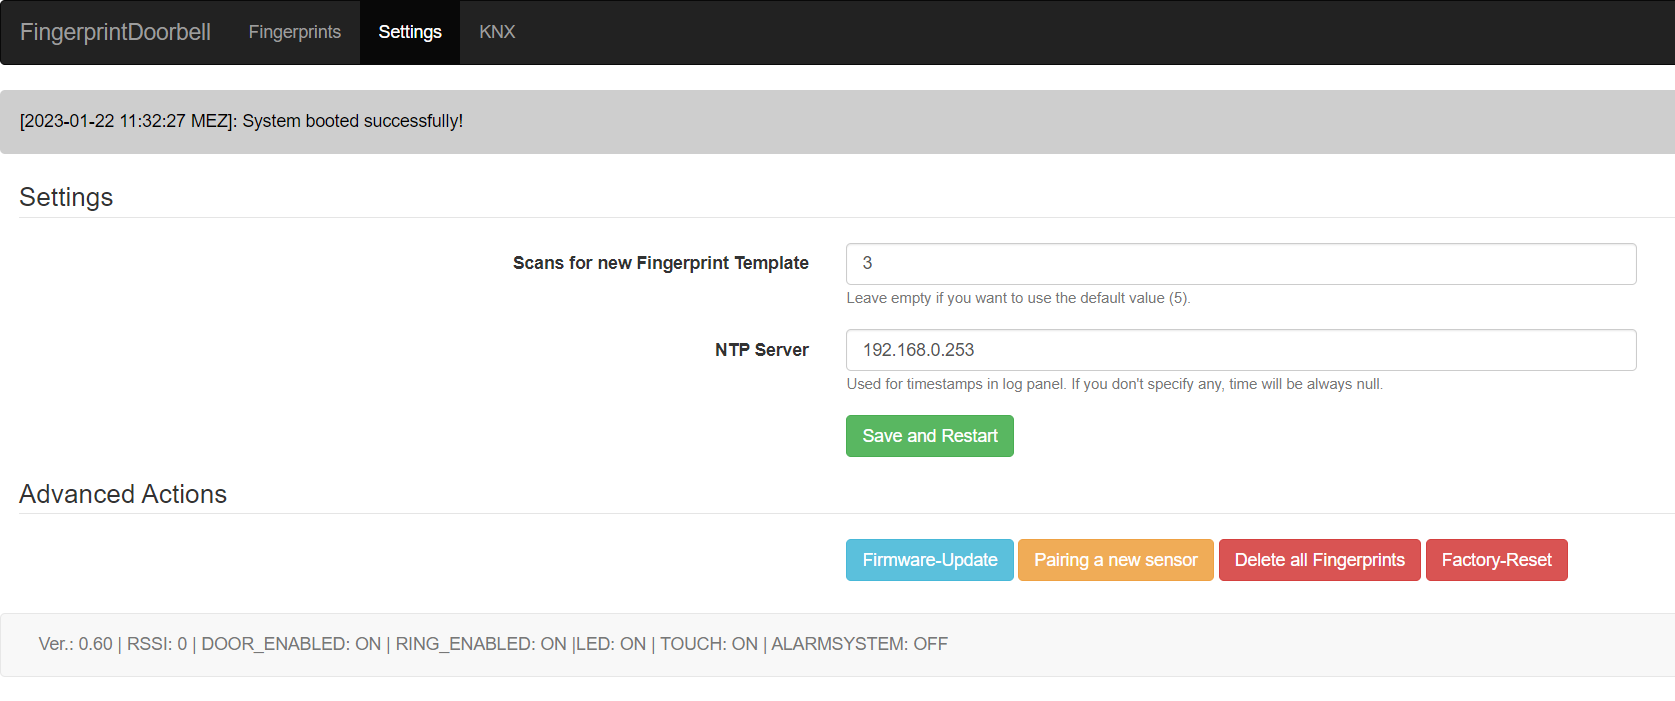 FingerprintDoorbell Fingerprints Settings KNX
[2023-01-22 11:32:27 MEZ]: System booted successfully!
Settings
Scans for new Fingerprint Template 3
Leave empty if you want to use the default value (5).
NTP Server 192.168.0.253
Used for timestamps in log panel. If you don't specify any, time will be always null.
Save and Restart
Advanced Actions
Firmware-Update Pairing a new sensor Delete all Fingerprints Factory-Reset
Ver.: 0.60 | RSSI: 0 | DOOR_ENABLED: ON | RING_ENABLED: ON |LED: ON | TOUCH: ON | ALARMSYSTEM: OFF